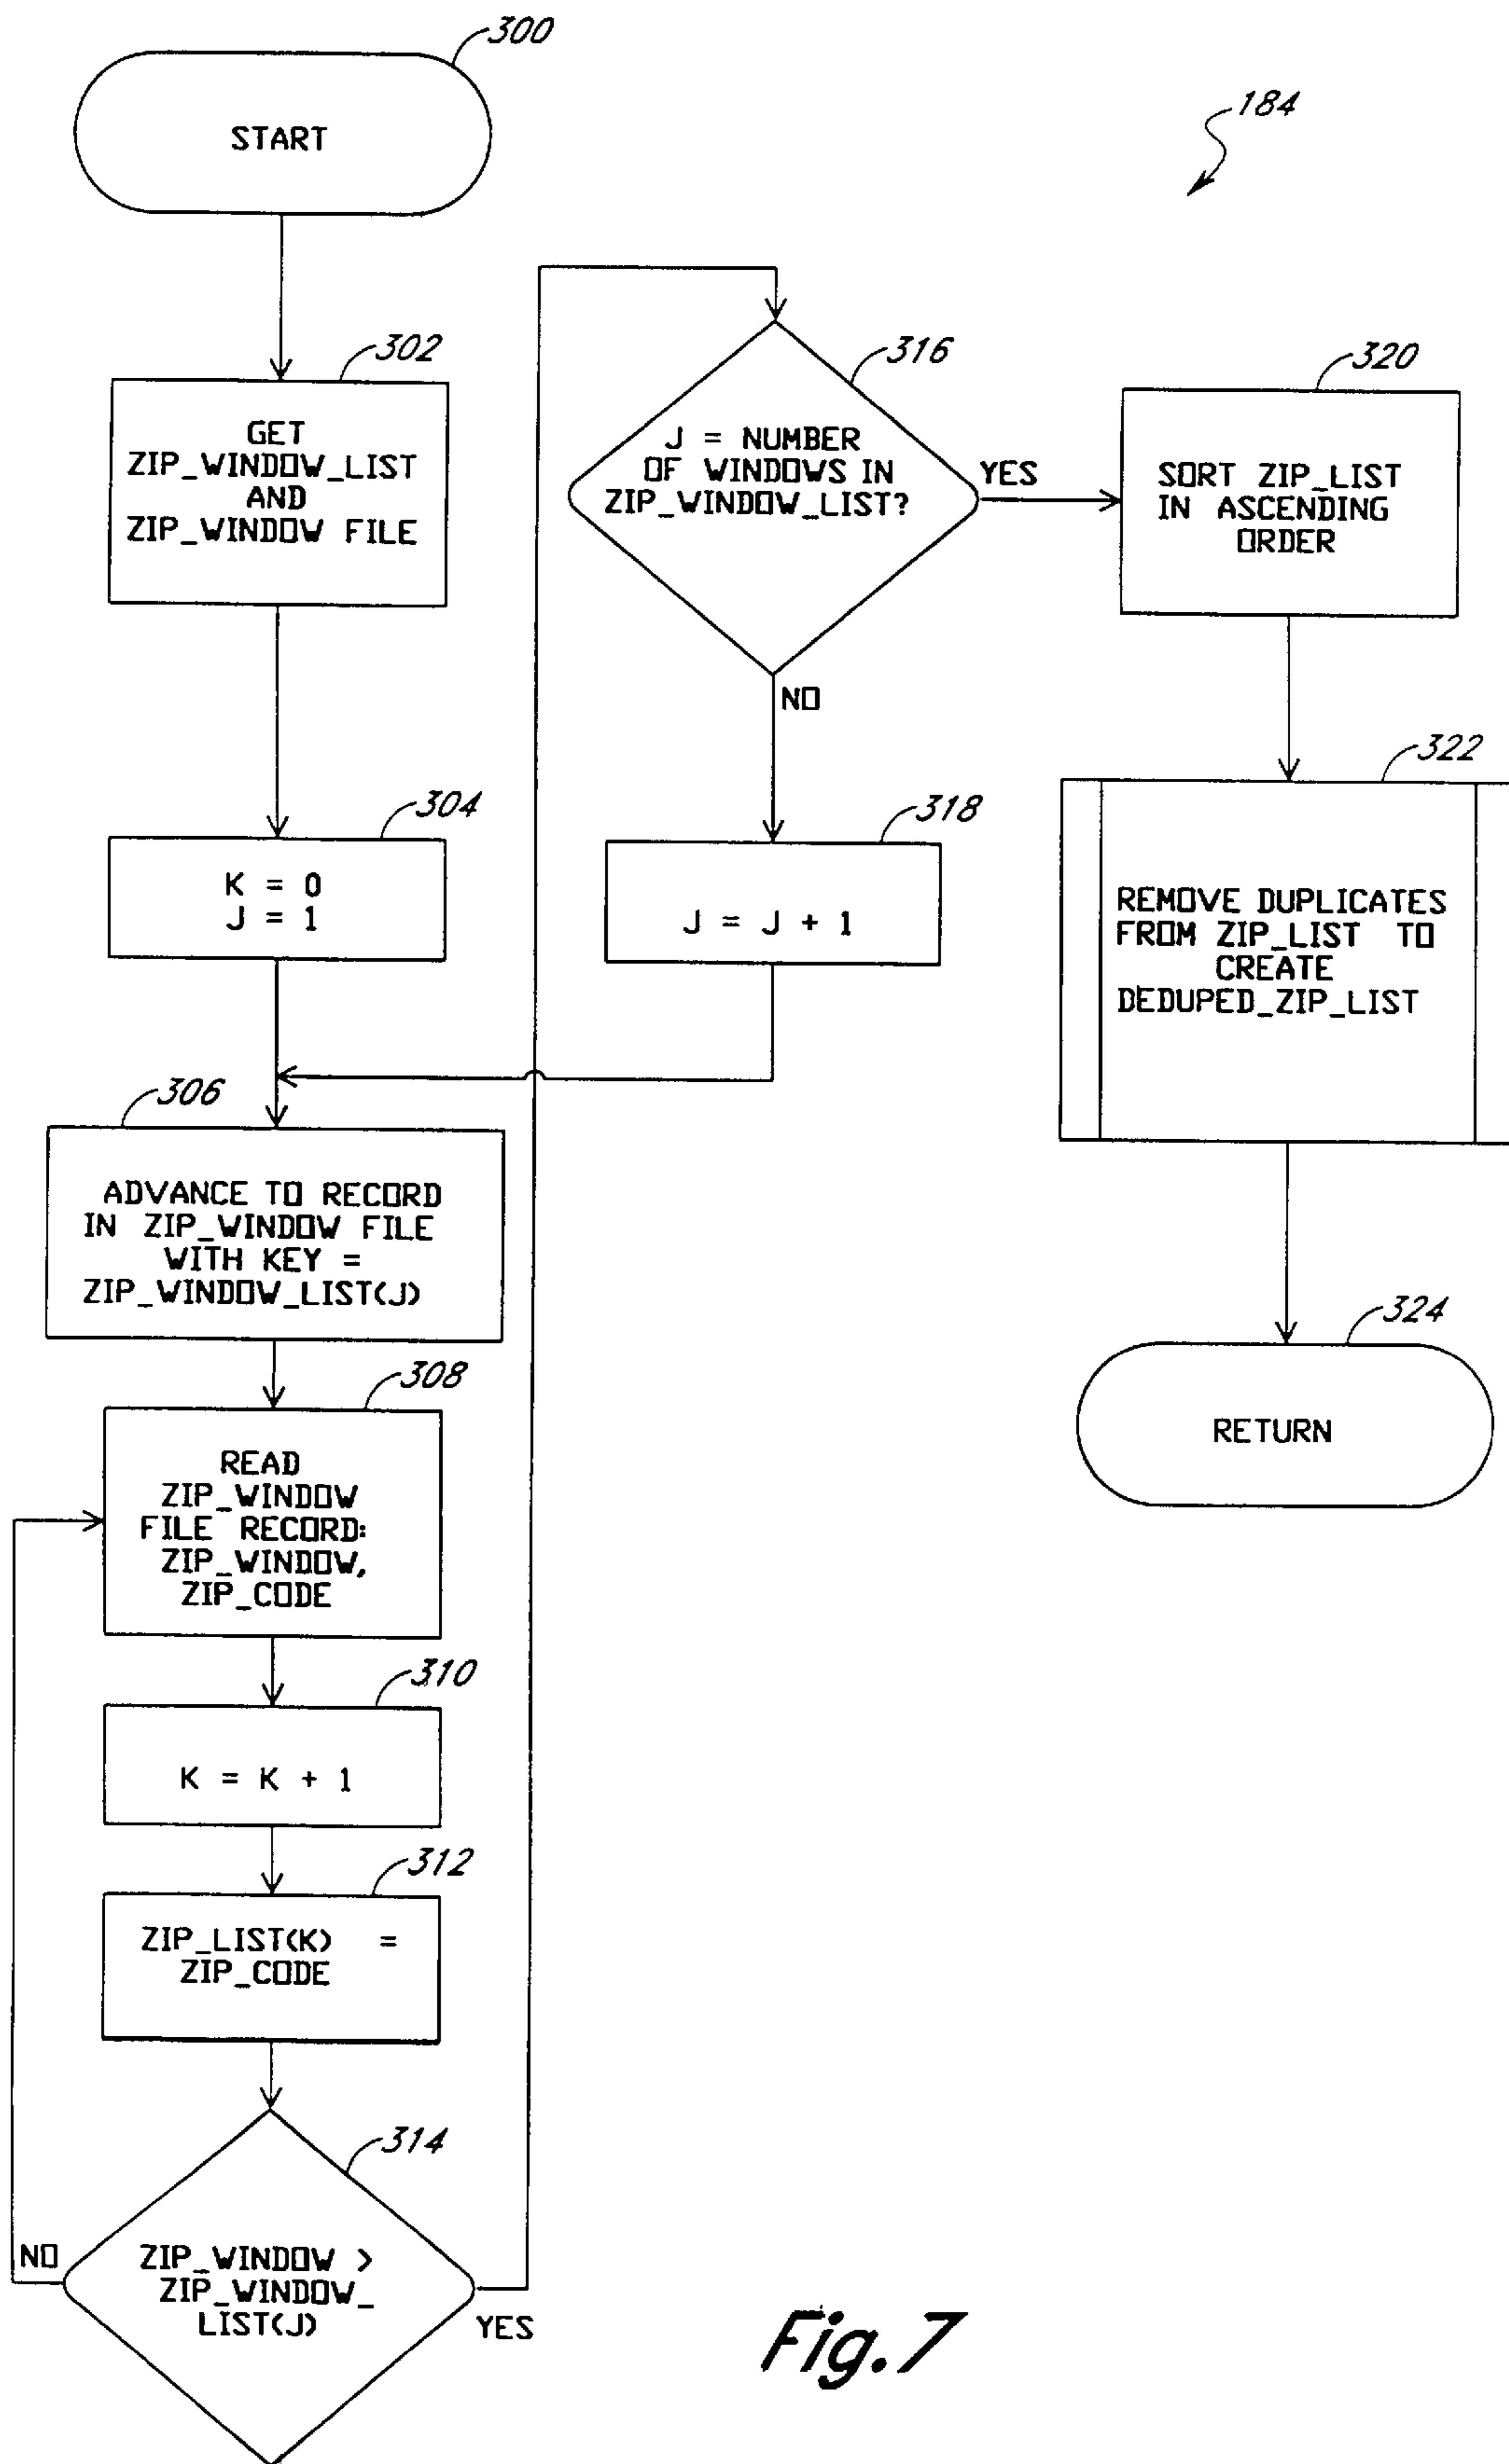 300
START
184
302
GET
ZIP_WINDOW_LIST
AND
ZIP_WINDOW FILE
304
K = 0
J = 1
306
ADVANCE TO RECORD
IN ZIP_WINDOW FILE
WITH KEY =
ZIP_WINDOW_LIST(J)
308
READ
ZIP_WINDOW
FILE RECORD:
ZIP_WINDOW,
ZIP_CODE
310
K = K + 1
312
ZIP_LIST(K) =
ZIP_CODE
314
ZIP_WINDOW >
ZIP_WINDOW_
LIST(J)
NO
YES
316
J = NUMBER
OF WINDOWS IN
ZIP_WINDOW_LIST?
YES
NO
318
J = J + 1
320
SORT ZIP_LIST
IN ASCENDING
ORDER
322
REMOVE DUPLICATES
FROM ZIP_LIST TO
CREATE
DEDUPED_ZIP_LIST
324
RETURN
Fig. 7